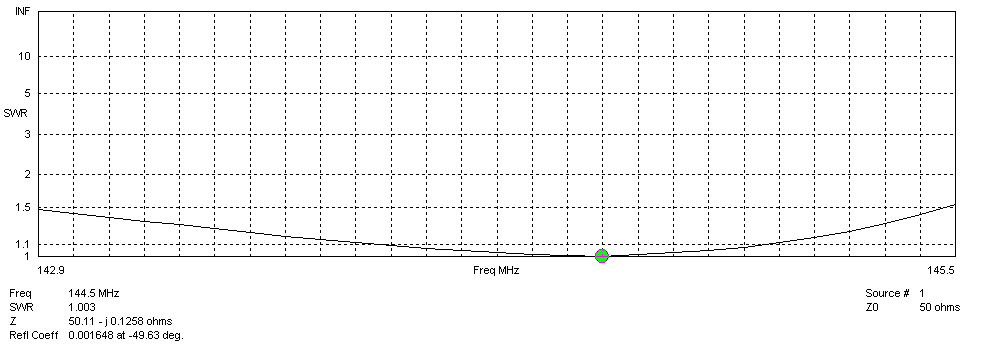 INF
10
5
SWR
3
2
1.5
1.1
1
142.9 Freq MHz 145.5
Freq 144.5 MHz Source # 1
SWR 1.003 Z0 50 ohms
Z 50.11 - j 0.1258 ohms
Refl Coeff 0.001648 at -49.63 deg.